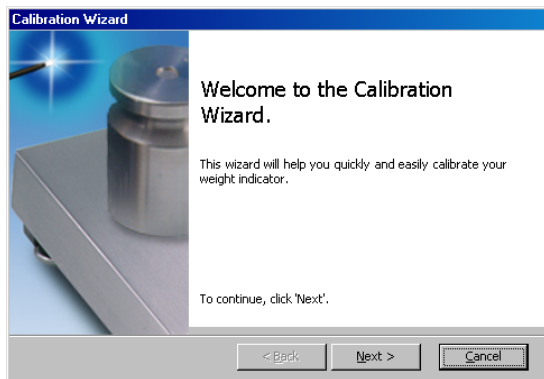 Calibration Wizard
Welcome to the Calibration
Wizard.
This wizard will help you quickly and easily calibrate your
weight indicator.
To continue, click 'Next'.
< Back Next > Cancel